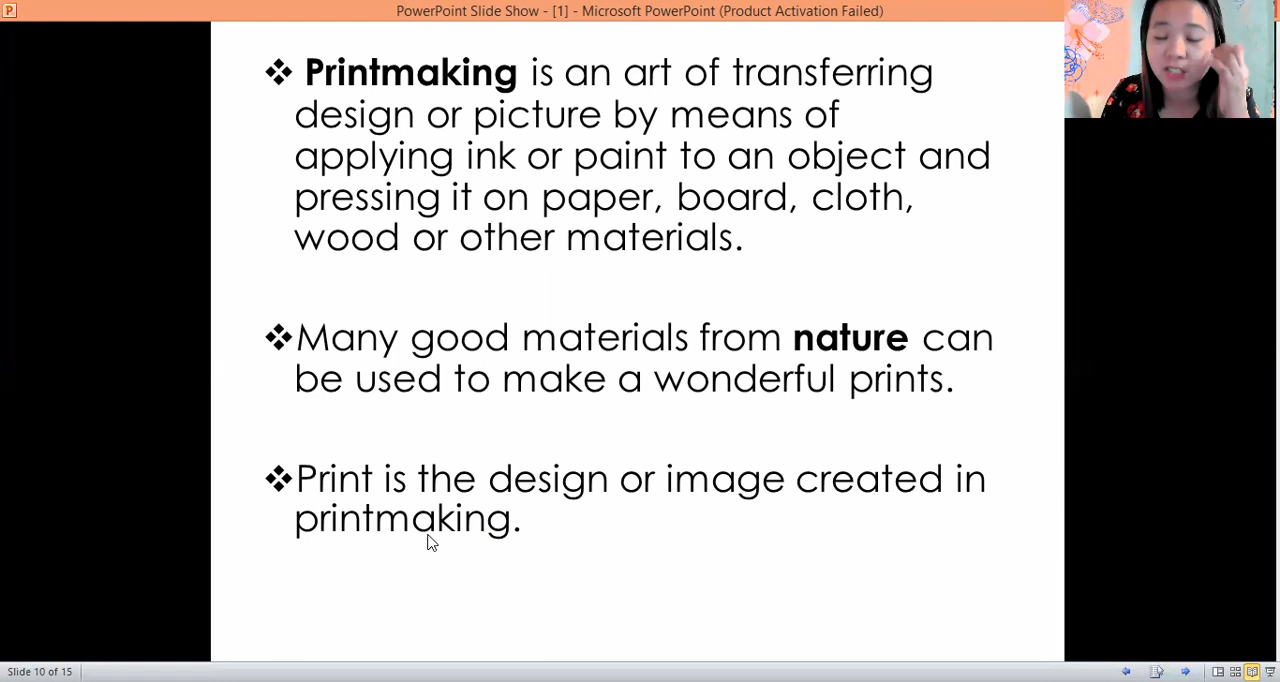 PowerPoint Slide Show - [1] - Microsoft PowerPoint (Product Activation Failed)
❖ Printmaking is an art of transferring
design or picture by means of
applying ink or paint to an object and
pressing it on paper, board, cloth,
wood or other materials.
❖Many good materials from nature can
be used to make a wonderful prints.
❖Print is the design or image created in
printmaking.
Slide 10 of 15